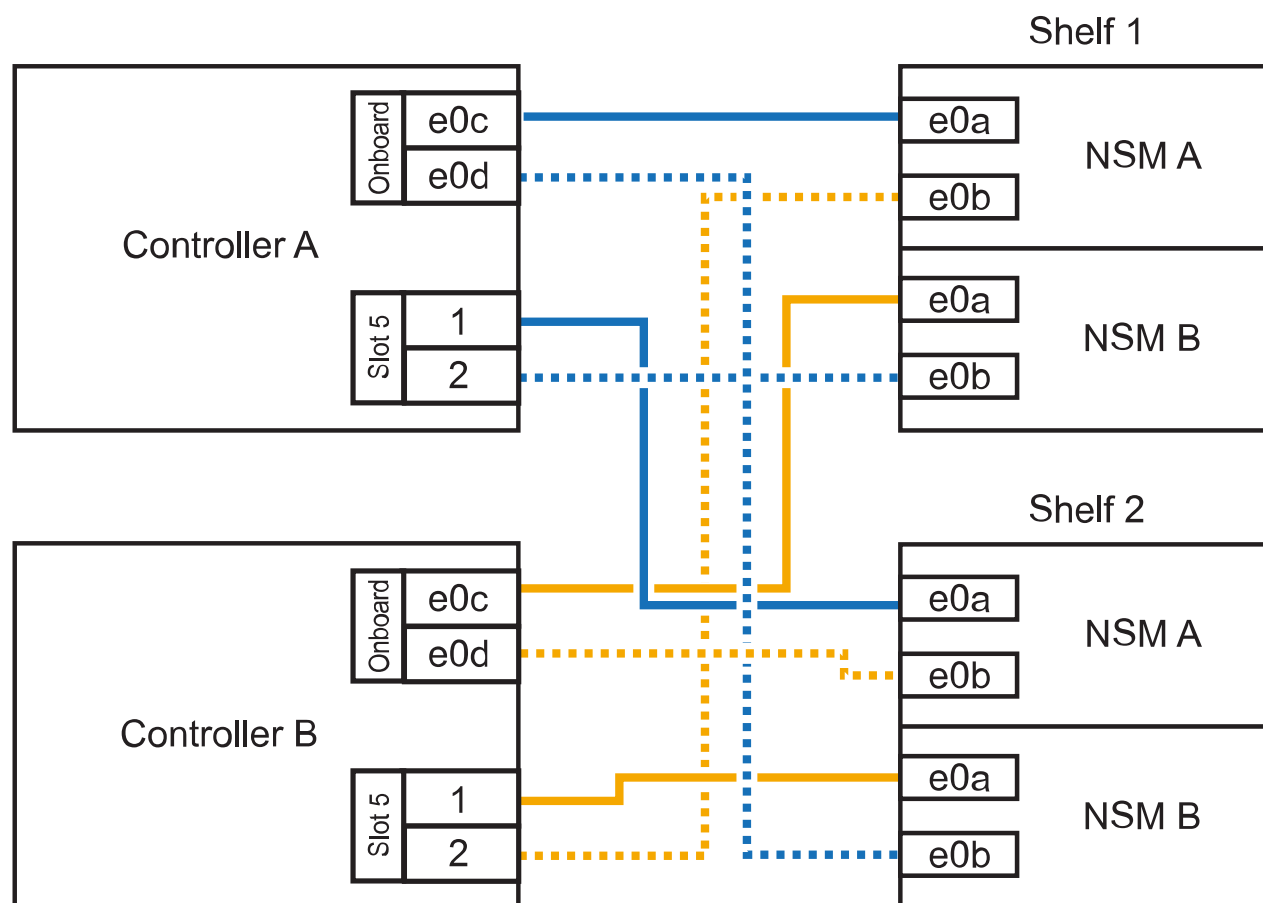 Shelf 1
Controller A
Onboard
e0c
e0d
Slot 5
1
2
e0a
e0b
NSM A
e0a
e0b
NSM B
Shelf 2
Controller B
Onboard
e0c
e0d
Slot 5
1
2
e0a
e0b
NSM A
e0a
e0b
NSM B